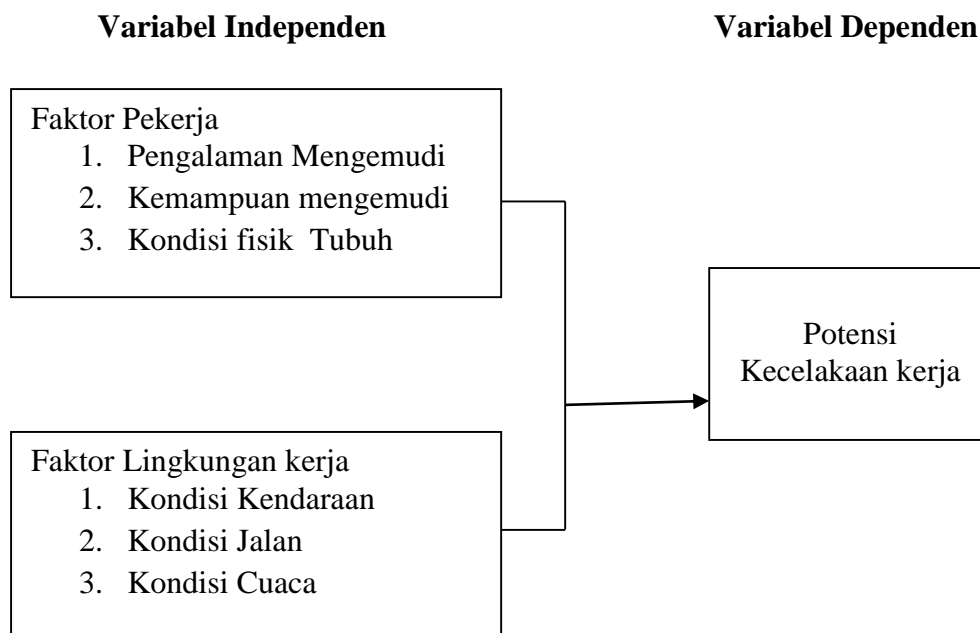 Variabel Independen
Variabel Dependen
Faktor Pekerja
1. Pengalaman Mengemudi
2. Kemampuan mengemudi
3. Kondisi fisik Tubuh
Potensi
Kecelakaan kerja
Faktor Lingkungan kerja
1. Kondisi Kendaraan
2. Kondisi Jalan
3. Kondisi Cuaca